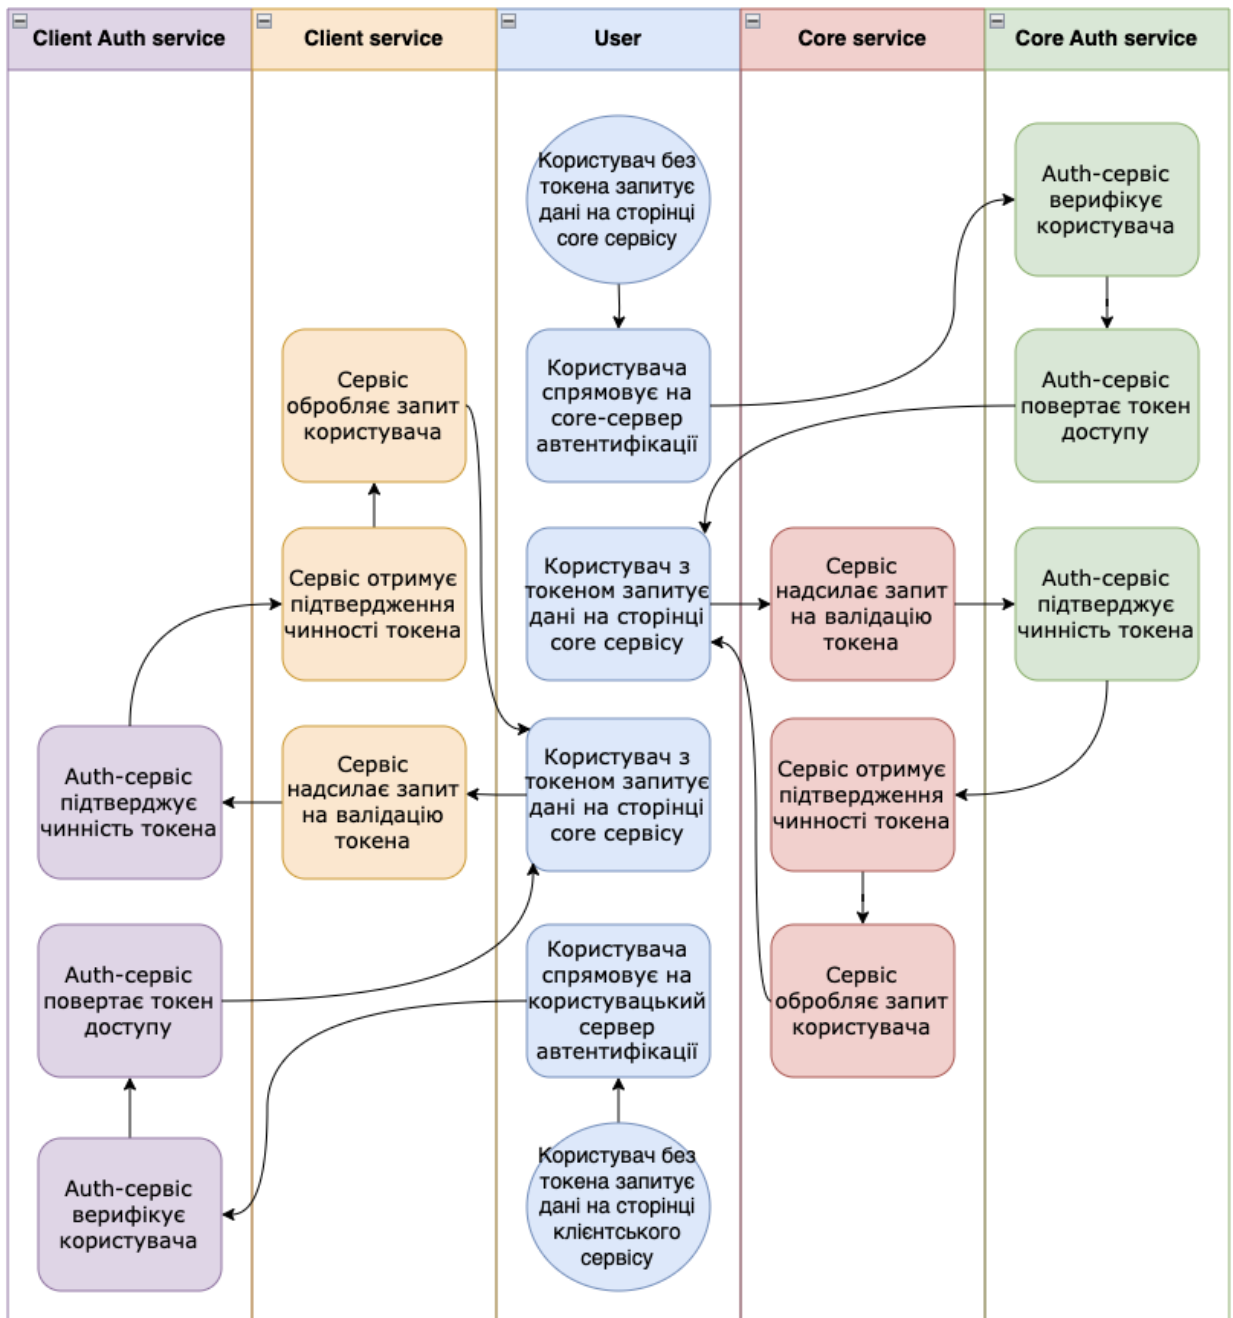 Client Auth service
Client service
User
Core service
Core Auth service
Користувач без
токена запитує
дані на сторінці
core сервісу
Auth-сервіс
верифікує
користувача
Сервіс
обробляє запит
користувача
Користувача
спрямовує на
core-сервер
автентифікації
Auth-сервіс
повертає токен
доступу
Сервіс отримує
підтвердження
чинності токена
Користувач з
токеном запитує
дані на сторінці
core сервісу
Сервіс
надсилає запит
на валідацію
токена
Auth-сервіс
підтверджує
чинність токена
Auth-сервіс
підтверджує
чинність токена
Сервіс
надсилає запит
на валідацію
токена
Користувач з
токеном запитує
дані на сторінці
core сервісу
Сервіс отримує
підтвердження
чинності токена
Auth-сервіс
повертає токен
доступу
Користувача
спрямовує на
користувацький
сервер
автентифікації
Сервіс
обробляє запит
користувача
Auth-сервіс
верифікує
користувача
Користувач без
токена запитує
дані на сторінці
клієнтського
сервісу